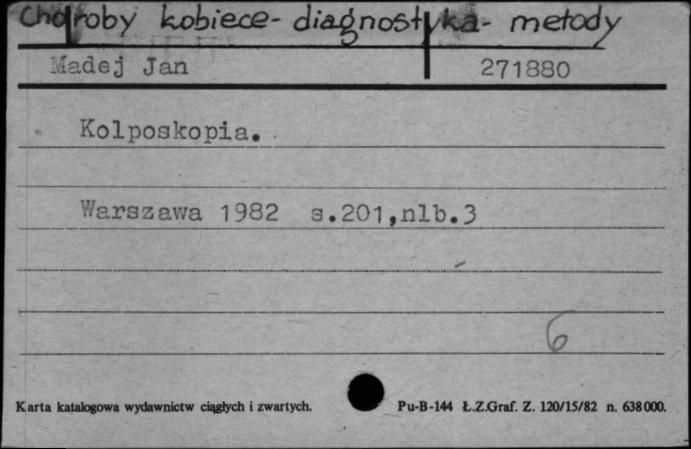 Choroby kobiece - diagnostyka - metody
Madej Jan 271880
Kolposkopia.
Warszawa 1982 s.201,nlb.3
6
Karta katalogowa wydawnictw ciągłych i zwartych. Pu-B-144 Ł.Z.Graf. Z. 120/15/82 n. 638000.